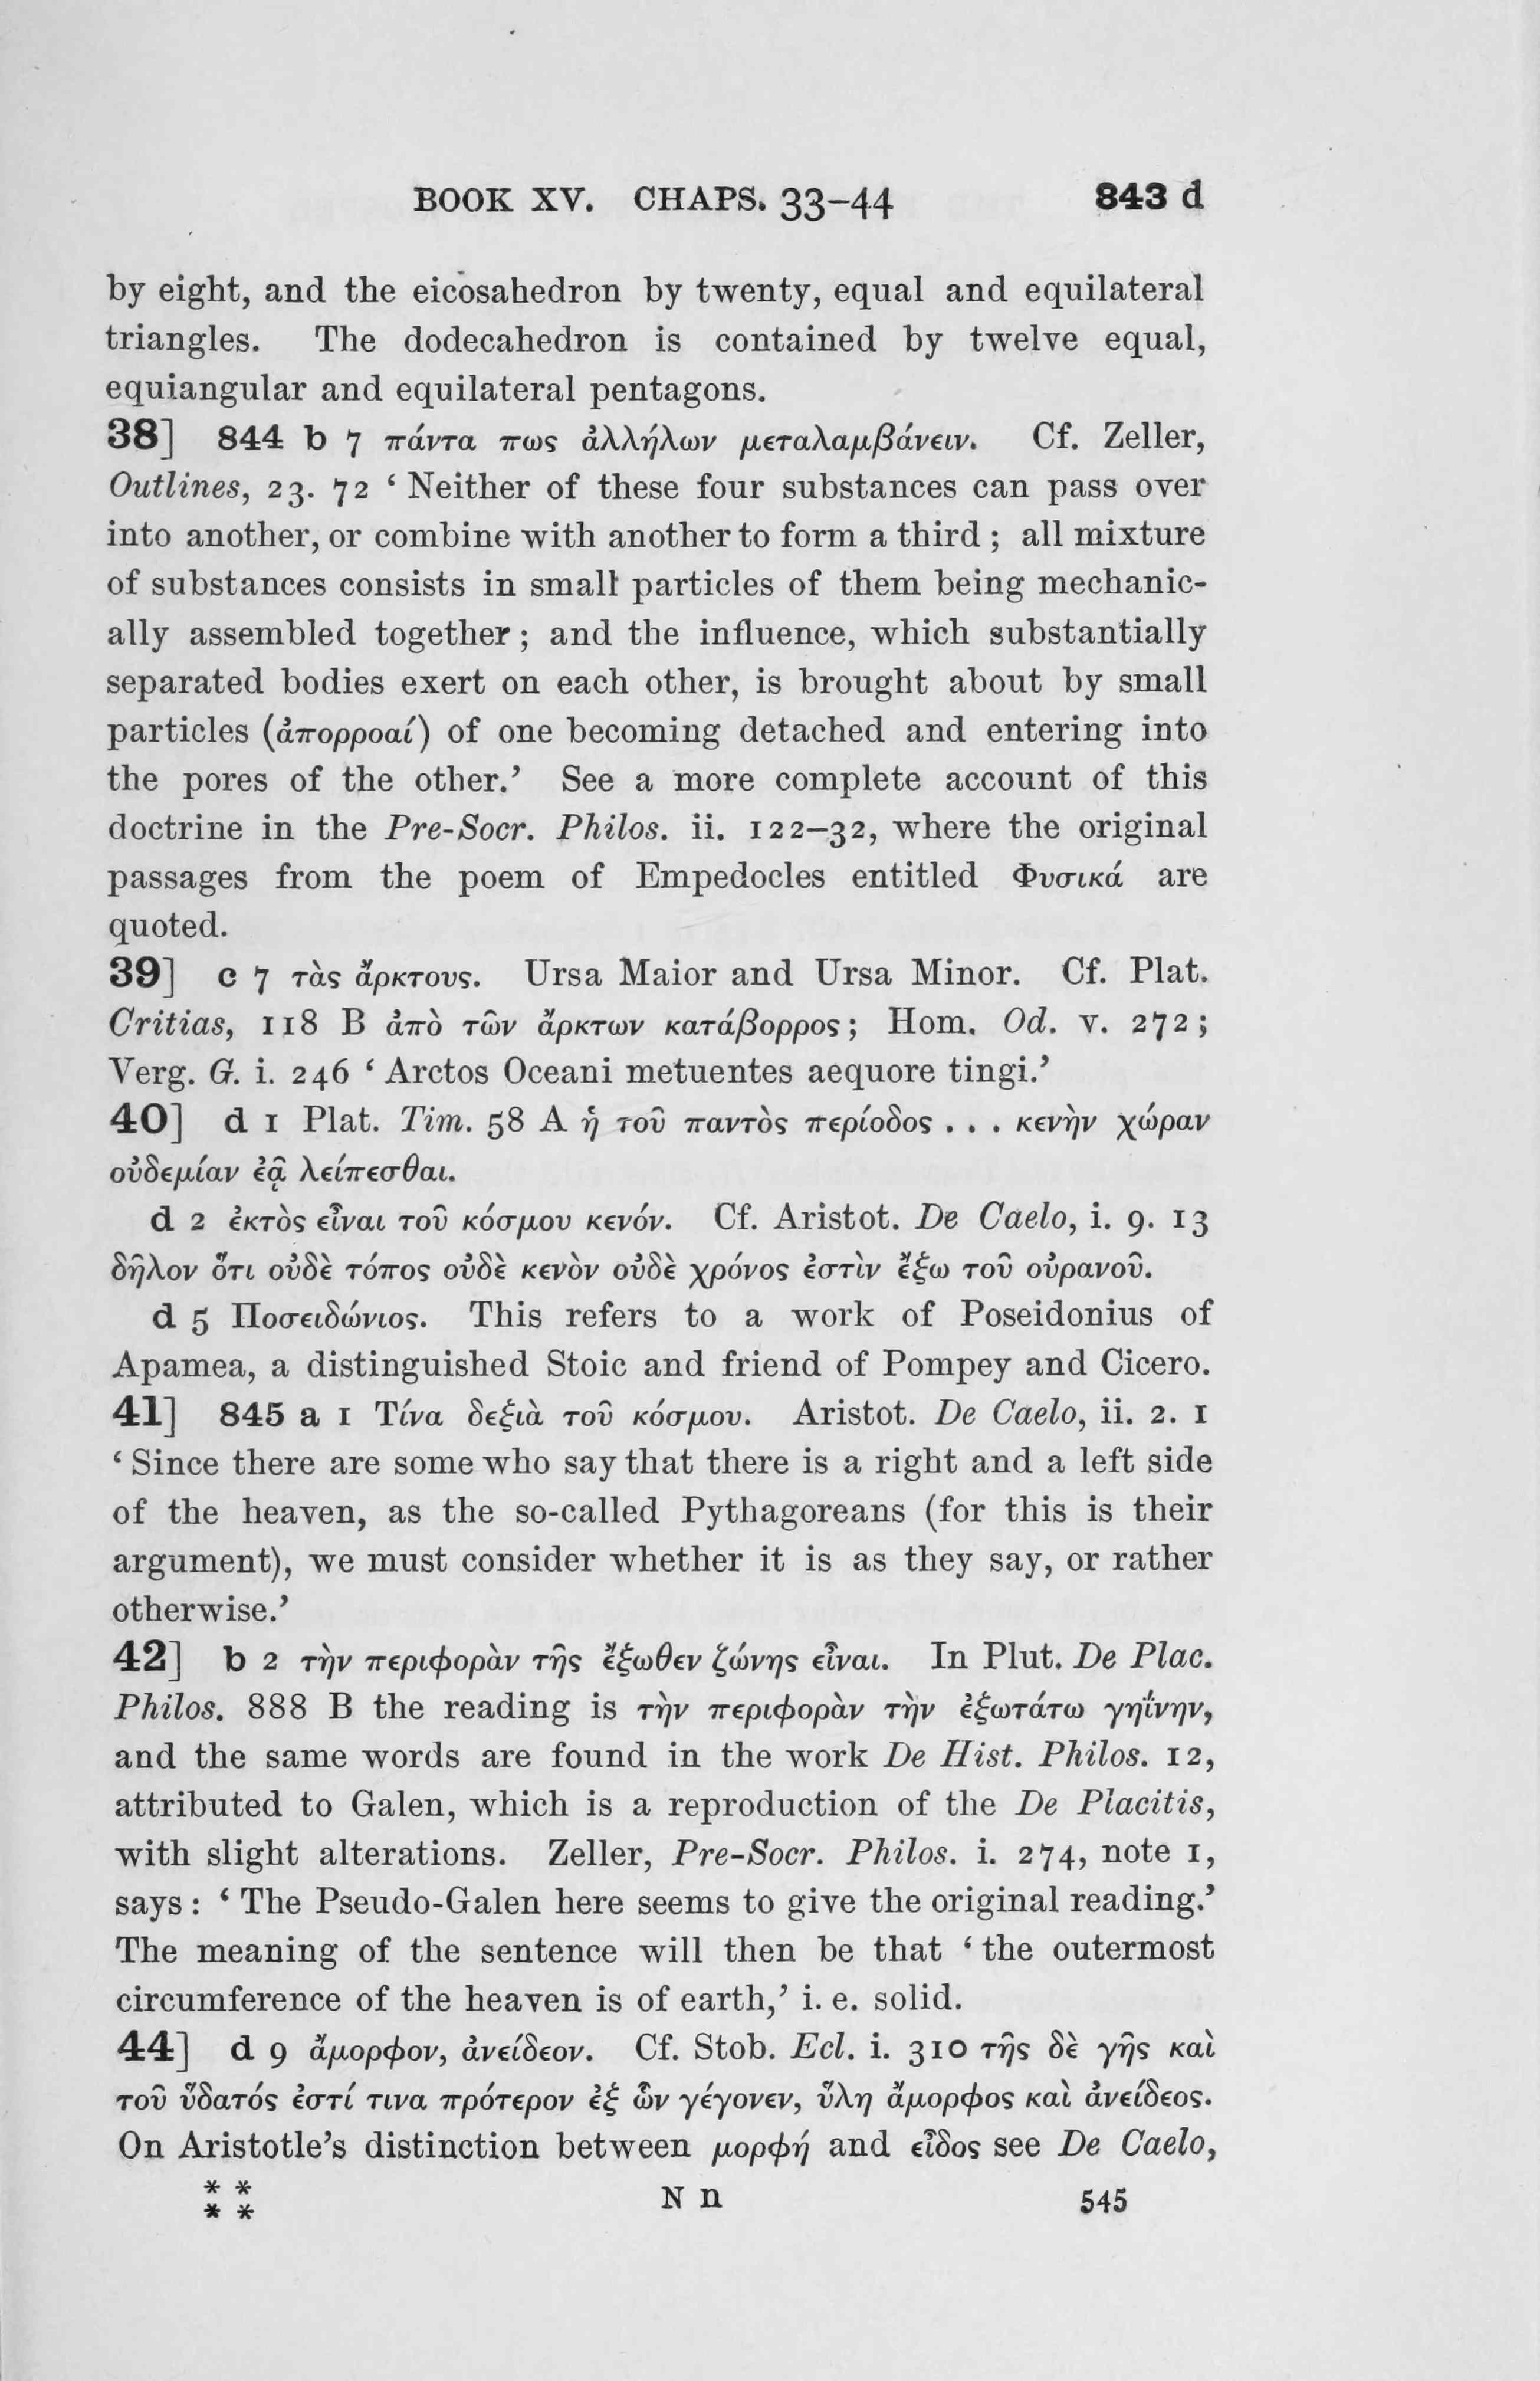 BOOK XV. CHAPS. 33–44 843 d
by eight, and the eicosahedron by twenty, equal and equilateral
triangles. The dodecahedron is contained by twelve equal,
equiangular and equilateral pentagons.
38] 844 b 7 πάντα πως ἀλλήλων μεταλαμβάνειν. Cf. Zeller,
Outlines, 23. 72 ‘ Neither of these four substances can pass over
into another, or combine with another to form a third ; all mixture
of substances consists in small particles of them being mechanic-
ally assembled together ; and the influence, which substantially
separated bodies exert on each other, is brought about by small
particles (ἀπορροαί) of one becoming detached and entering into
the pores of the other.’ See a more complete account of this
doctrine in the Pre-Socr. Philos. ii. 122–32, where the original
passages from the poem of Empedocles entitled Φυσικά are
quoted.
39] c 7 τὰς ἄρκτους. Ursa Maior and Ursa Minor. Cf. Plat.
Critias, 118 B ἀπὸ τῶν ἄρκτων κατάβορρος ; Hom. Od. v. 272 ;
Verg. G. i. 246 ‘ Arctos Oceani metuentes aequore tingi.’
40] d 1 Plat. Tim. 58 A ἡ τοῦ παντὸς περίοδος . . . κενὴν χώραν
οὐδεμίαν ἐᾷ λείπεσθαι.
d 2 ἐκτὸς εἶναι τοῦ κόσμου κενόν. Cf. Aristot. De Caelo, i. 9. 13
δῆλον ὅτι οὐδὲ τόπος οὐδὲ κενὸν οὐδὲ χρόνος ἐστὶν ἔξω τοῦ οὐρανοῦ.
d 5 Ποσειδώνιος. This refers to a work of Poseidonius of
Apamea, a distinguished Stoic and friend of Pompey and Cicero.
41] 845 a 1 Τίνα δεξιὰ τοῦ κόσμου. Aristot. De Caelo, ii. 2. 1
‘ Since there are some who say that there is a right and a left side
of the heaven, as the so-called Pythagoreans (for this is their
argument), we must consider whether it is as they say, or rather
otherwise.’
42] b 2 τὴν περιφορὰν τῆς ἔξωθεν ζώνης εἶναι. In Plut. De Plac.
Philos. 888 B the reading is τὴν περιφορὰν τὴν ἐξωτάτω γηΐνην,
and the same words are found in the work De Hist. Philos. 12,
attributed to Galen, which is a reproduction of the De Placitis,
with slight alterations. Zeller, Pre-Socr. Philos. i. 274, note 1,
says : ‘ The Pseudo-Galen here seems to give the original reading.’
The meaning of the sentence will then be that ‘ the outermost
circumference of the heaven is of earth,’ i. e. solid.
44] d 9 ἄμορφον, ἀνείδεον. Cf. Stob. Ecl. i. 310 τῆς δὲ γῆς καὶ
τοῦ ὕδατός ἐστί τινα πρότερον ἐξ ὧν γέγονεν, ὕλη ἄμορφος καὶ ἀνείδεος.
On Aristotle’s distinction between μορφή and εἶδος see De Caelo,
* * N n 545
* *